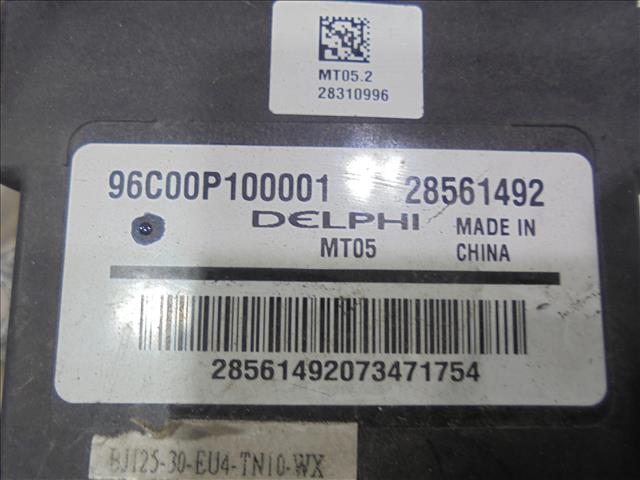 MT05.2
28310996
96C00P100001 28561492
DELPHI MADE IN
MT05 CHINA
28561492073471754
BJ125-30-EU4-TN10-WX